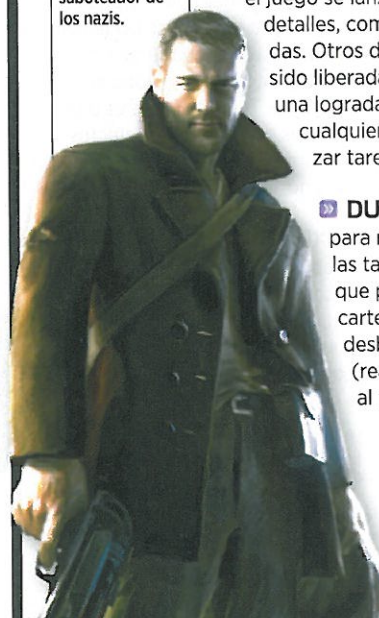 saboteador de
los nazis.
el juego se lan
detalles, con
das. Otros d
sido liberada
una lograda
cualquier
zar tare
DU
para r
las ta
que p
carte
desb
(rea
al